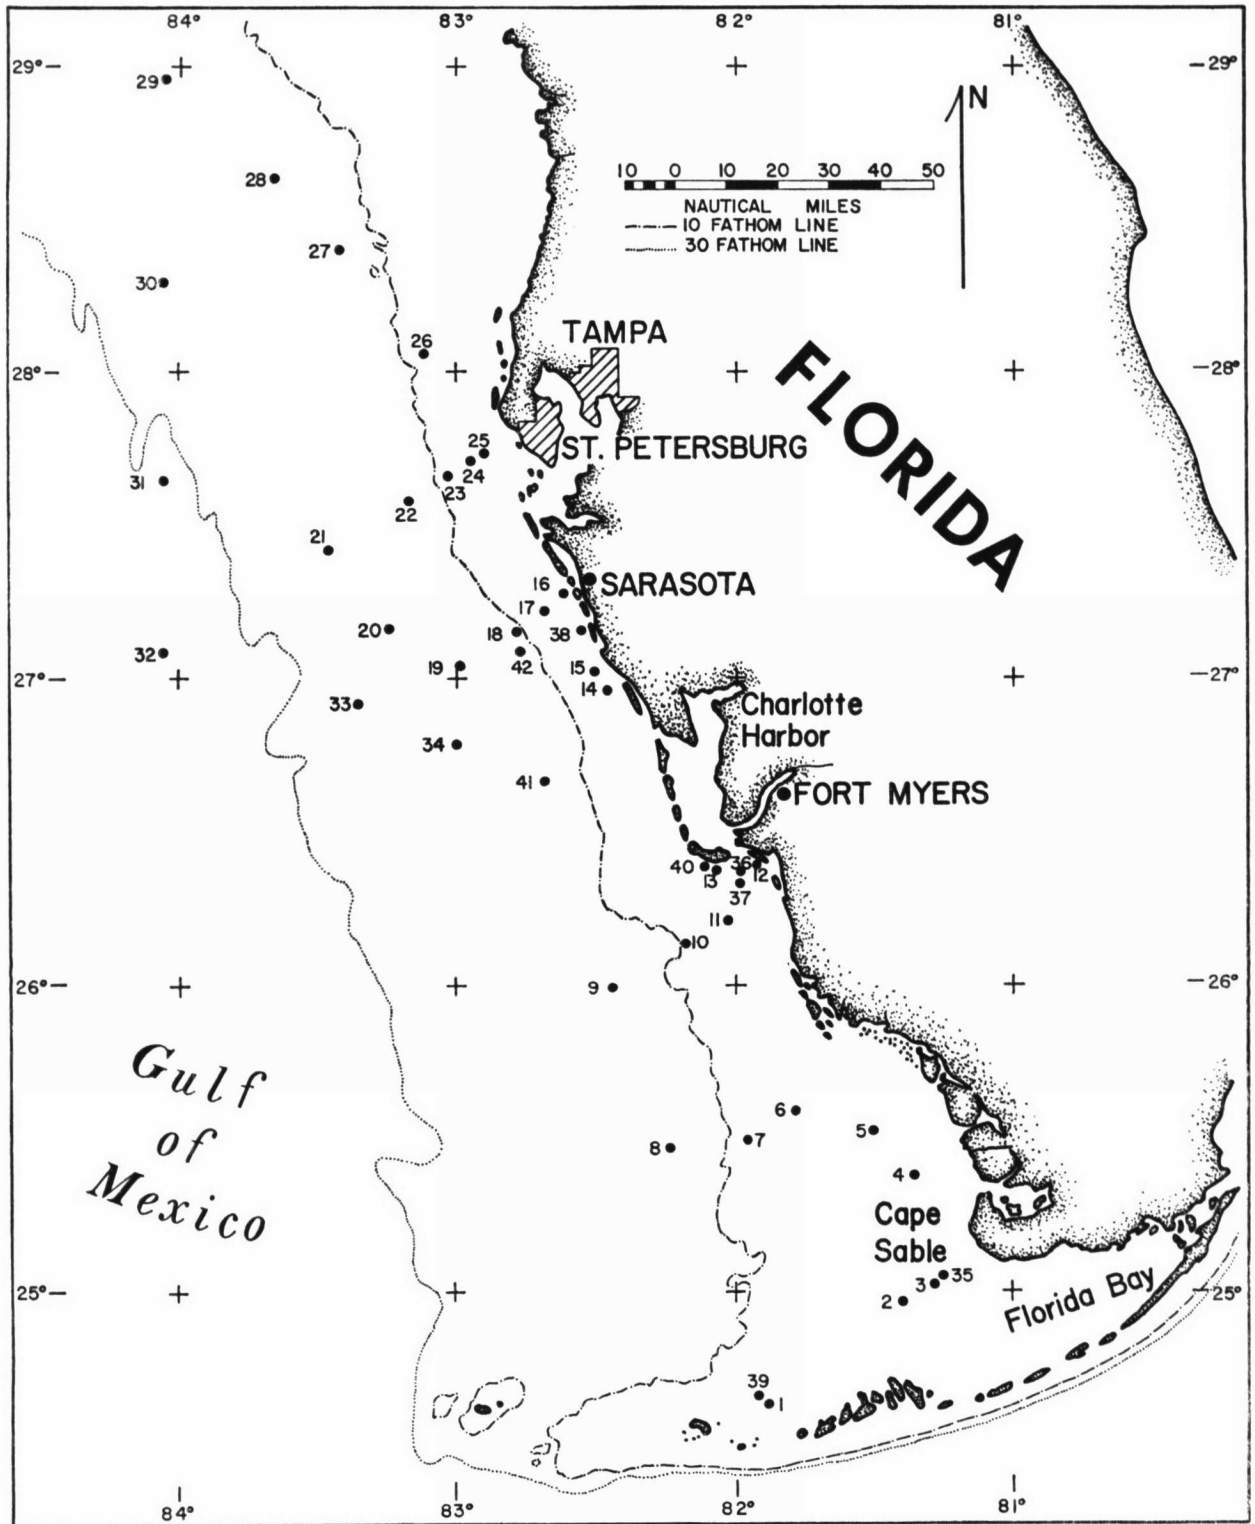 84° 83° 82° 81°
29° 29°
29
N
28
10 0 10 20 30 40 50
NAUTICAL MILES
10 FATHOM LINE
30 FATHOM LINE
27
30
TAMPA
26
28° 28°
FLORIDA
25
ST. PETERSBURG
24
31
23
22
21
16
SARASOTA
17
20
18
38
32
42
19
15
27° 27°
14
33
Charlotte
Harbor
34
41
FORT MYERS
40
36
13
12
37
11
10
26° 26°
9
Gulf
of
Mexico
6
5
7
8
4
Cape
Sable
35
3
25° 25°
2
Florida Bay
39
1
84° 83° 82° 81°